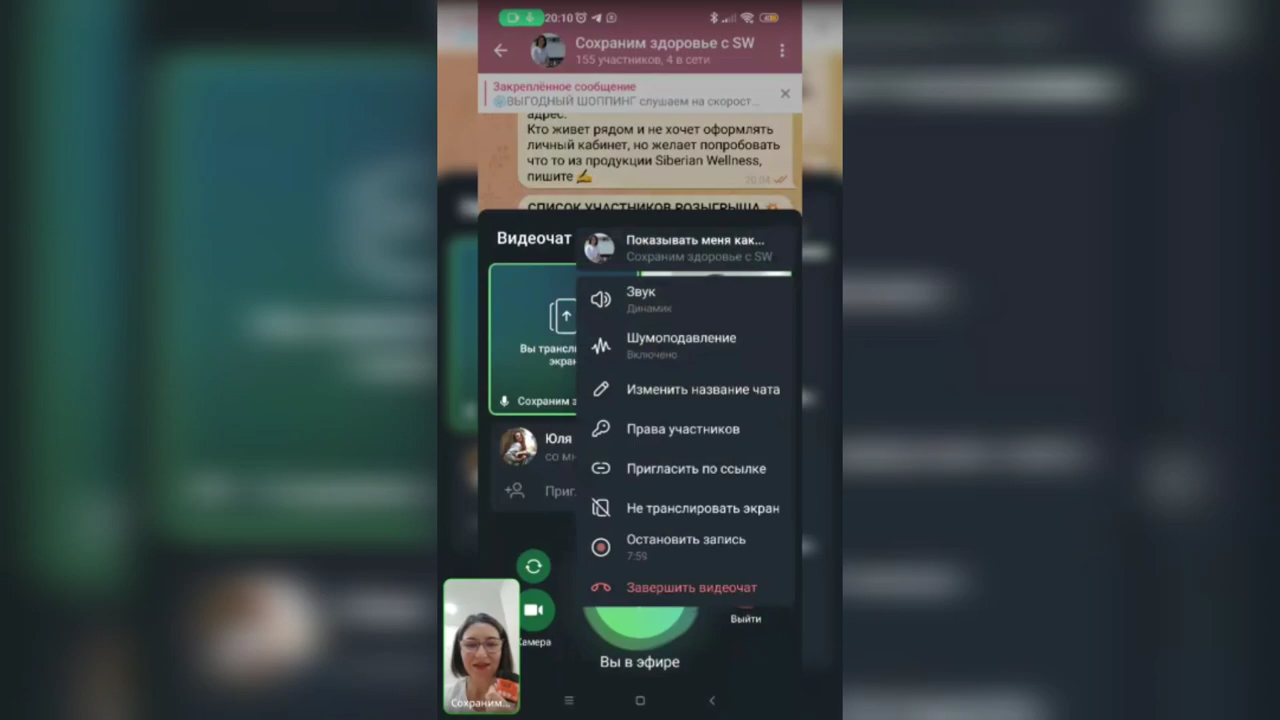 20:10
Сохраним здоровье с SW
155 участников, 4 в сети
Закреплённое сообщение
ВЫГОДНЫЙ ШОППИНГ слушаем на скорост...
адрес.
Кто живет рядом и не хочет оформлять
личный кабинет, но желает попробовать
что то из продукции Siberian Wellness,
пишите
20:04
СПИСОК УЧАСТНИКОВ РОЗЫГРЫША
Видеочат
Показывать меня как...
Сохраним здоровье с SW
Звук
Динамик
Вы трансл
экран
Шумоподавление
Включено
Изменить название чата
Сохраним з
Права участников
Юля
со мн
Пригласить по ссылке
Приг
Не транслировать экран
Остановить запись
7:59
Завершить видеочат
Камера
Выйти
Вы в эфире
Сохраним...